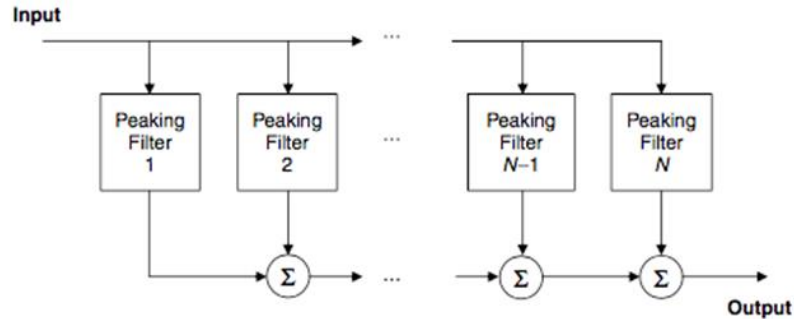 Input
...
Peaking
Filter
1
Peaking
Filter
2
...
Peaking
Filter
N–1
Peaking
Filter
N
Σ
...
Σ
Σ
Output